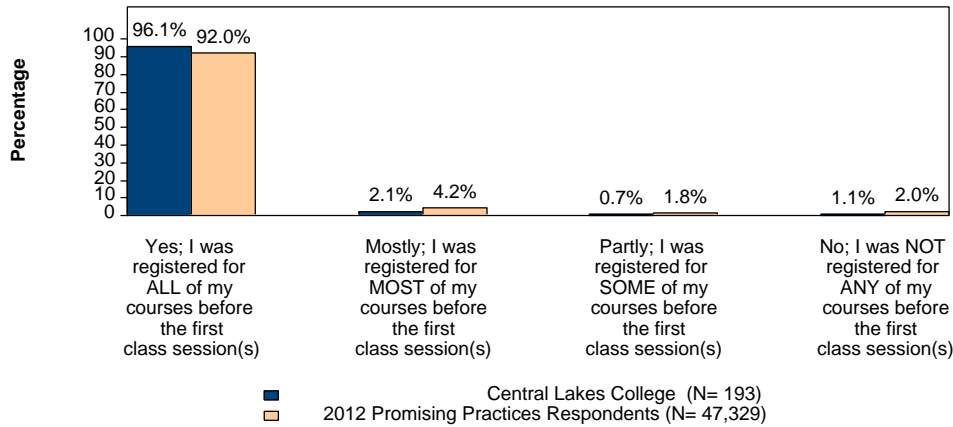 Percentage
100
90
80
70
60
50
40
30
20
10
0
96.1%
92.0%
2.1%
4.2%
0.7%
1.8%
1.1%
2.0%
Yes; I was
registered for
ALL of my
courses before
the first
class session(s)
Mostly; I was
registered for
MOST of my
courses before
the first
class session(s)
Partly; I was
registered for
SOME of my
courses before
the first
class session(s)
No; I was NOT
registered for
ANY of my
courses before
the first
class session(s)
Central Lakes College (N= 193)
2012 Promising Practices Respondents (N= 47,329)